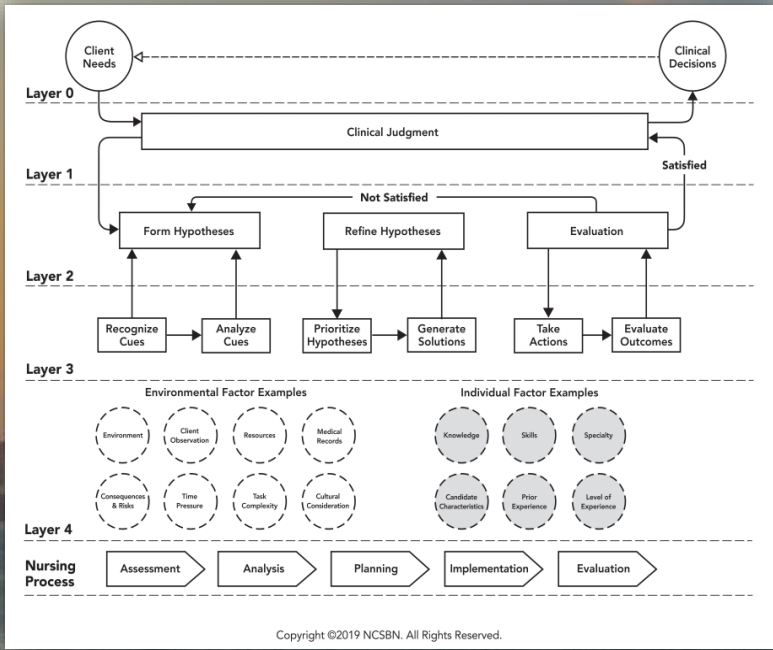 Client
Needs
Clinical
Decisions
Layer 0
Clinical Judgment
Layer 1
Satisfied
Not Satisfied
Form Hypotheses
Refine Hypotheses
Evaluation
Layer 2
Recognize
Cues
Analyze
Cues
Prioritize
Hypotheses
Generate
Solutions
Take
Actions
Evaluate
Outcomes
Layer 3
Environmental Factor Examples
Individual Factor Examples
Environment
Client
Observation
Resources
Medical
Records
Knowledge
Skills
Specialty
Consequences
& Risks
Time
Pressure
Task
Complexity
Cultural
Consideration
Candidate
Characteristics
Prior
Experience
Level of
Experience
Layer 4
Nursing
Process
Assessment
Analysis
Planning
Implementation
Evaluation
Copyright ©2019 NCSBN. All Rights Reserved.